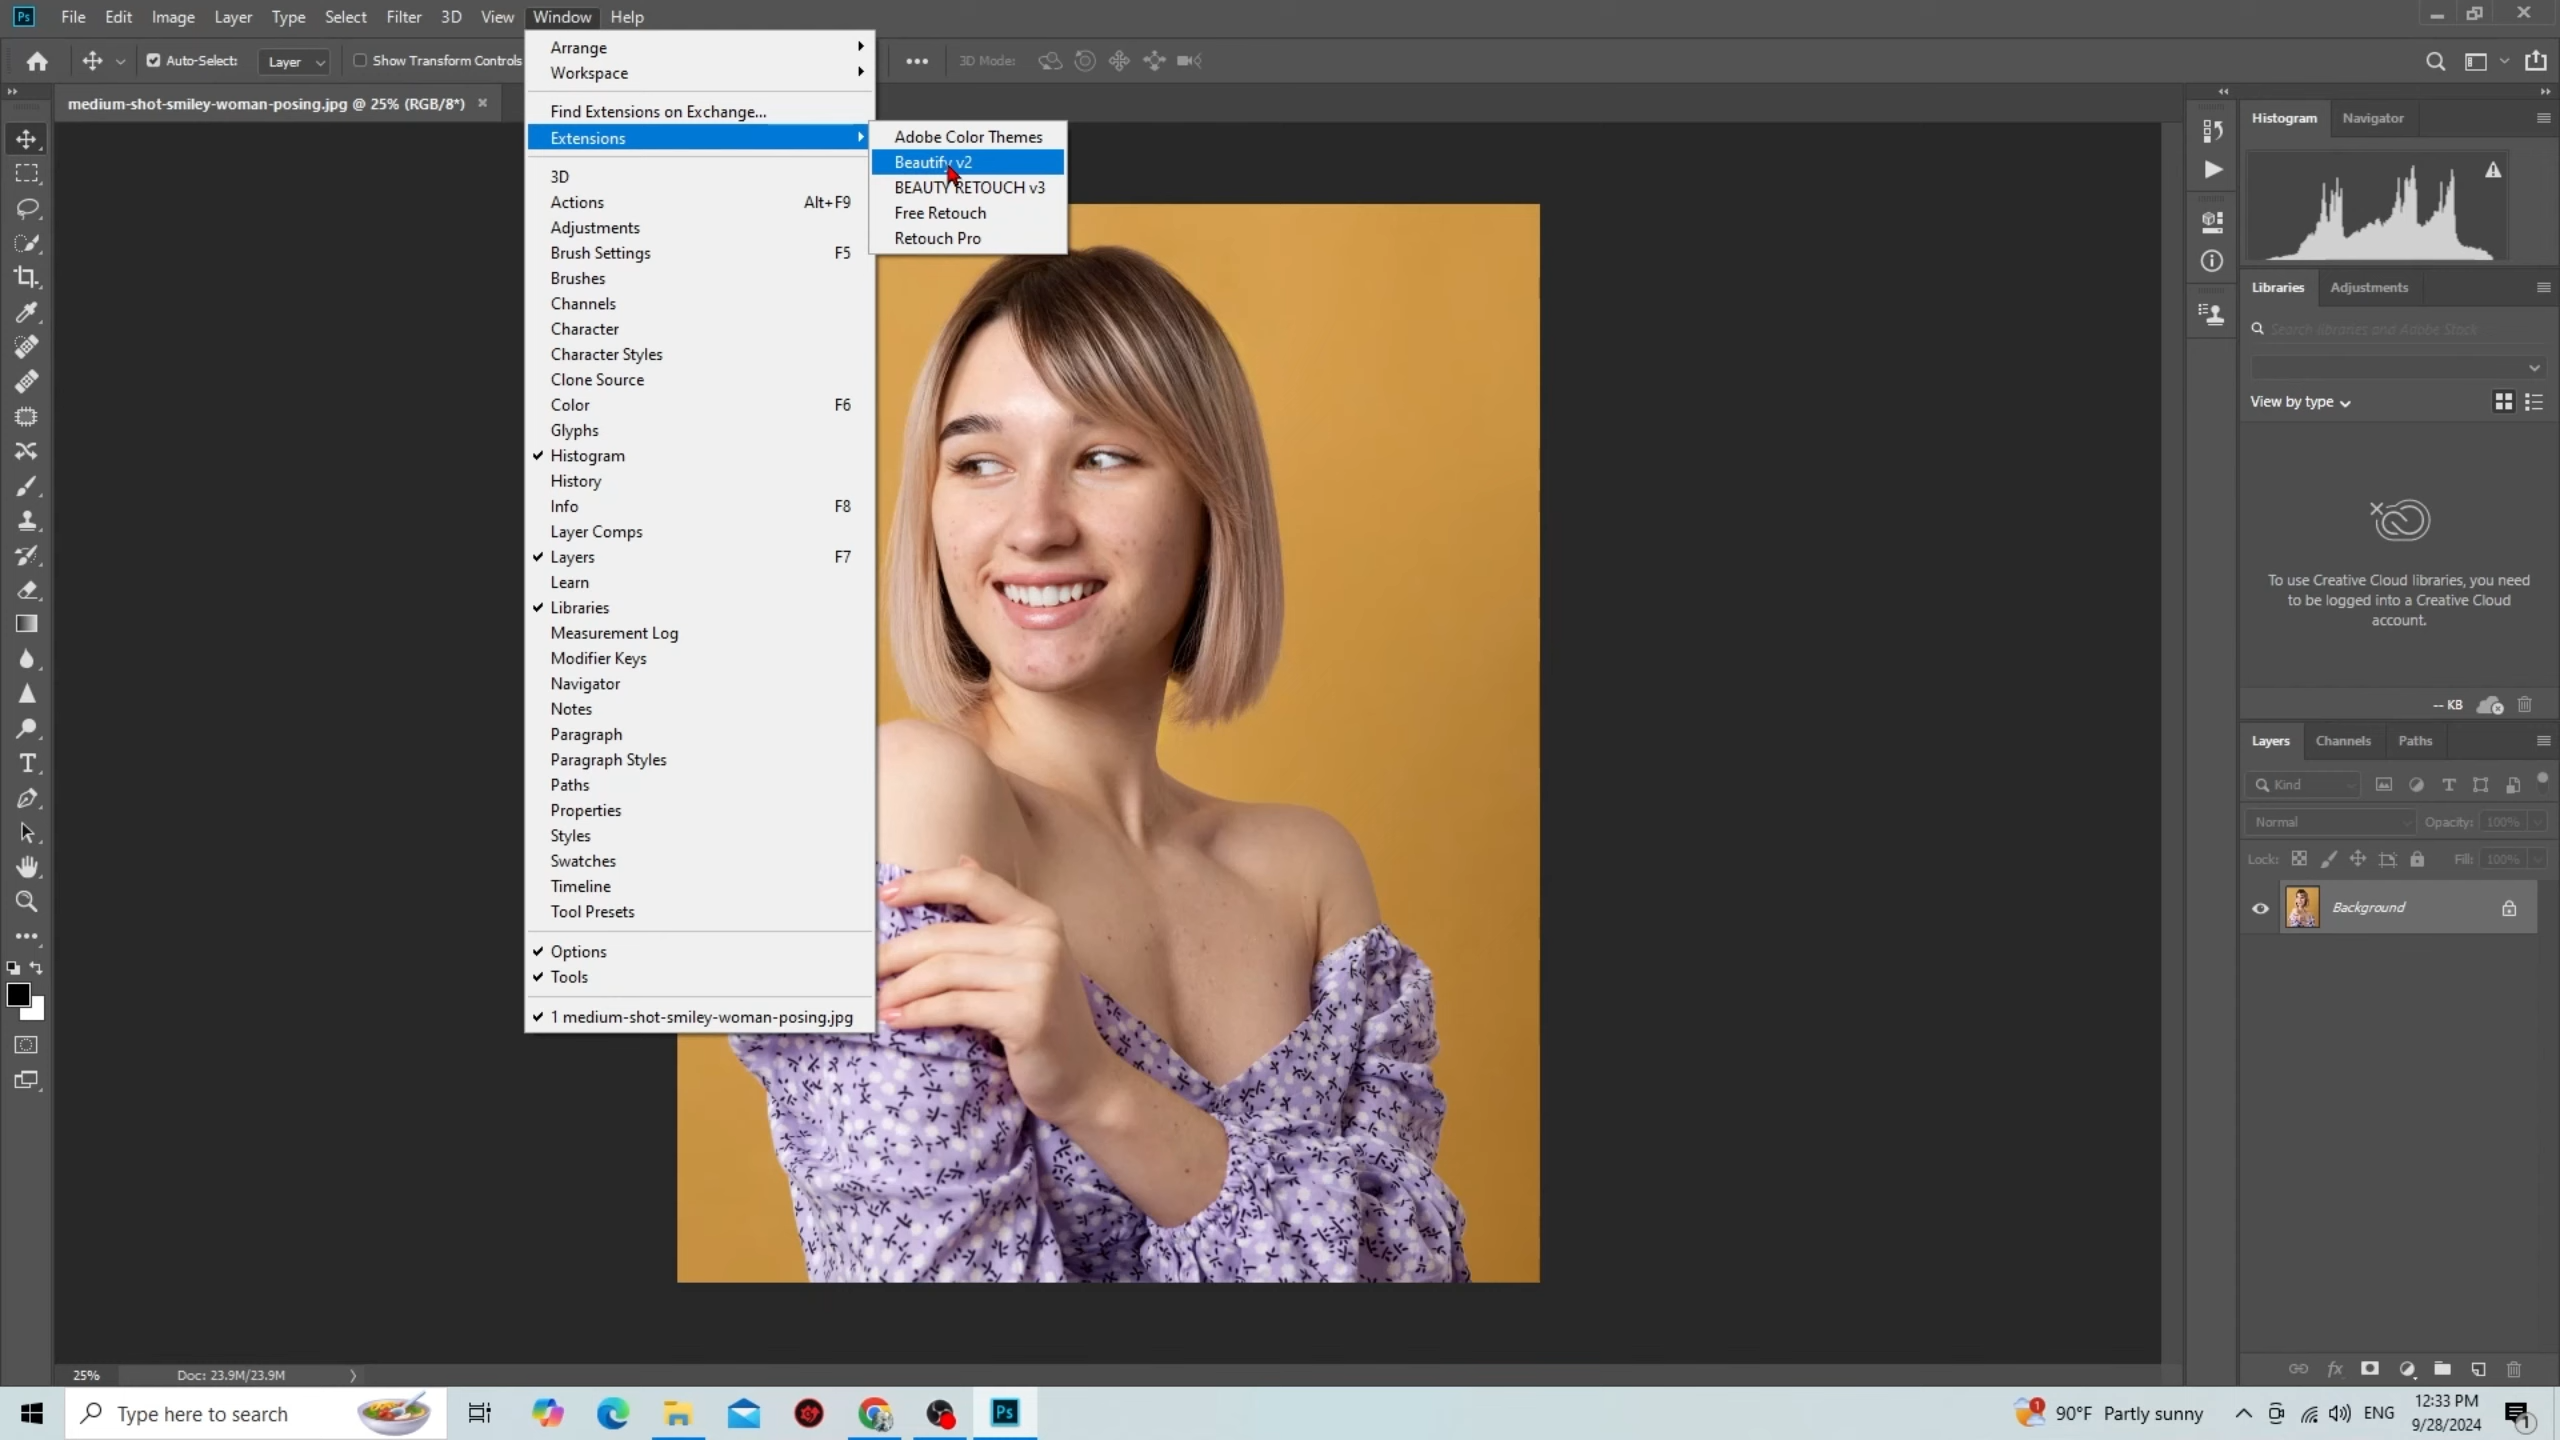 Ps File Edit Image Layer Type Select Filter 3D View Window Help
Auto-Select: Layer Show Transform Controls 3D Mode:
medium-shot-smiley-woman-posing.jpg @ 25% (RGB/8*)
Arrange
Workspace
Find Extensions on Exchange...
Extensions
Adobe Color Themes
Beautify v2
BEAUTY RETOUCH v3
Free Retouch
Retouch Pro
3D
Actions Alt+F9
Adjustments
Brush Settings F5
Brushes
Channels
Character
Character Styles
Clone Source
Color F6
Glyphs
Histogram
History
Info F8
Layer Comps
Layers F7
Learn
Libraries
Measurement Log
Modifier Keys
Navigator
Notes
Paragraph
Paragraph Styles
Paths
Properties
Styles
Swatches
Timeline
Tool Presets
Options
Tools
1 medium-shot-smiley-woman-posing.jpg
Histogram Navigator
Libraries Adjustments
Search libraries and Adobe Stock
View by type
To use Creative Cloud libraries, you need
to be logged into a Creative Cloud
account.
-- KB
Layers Channels Paths
Kind
Normal Opacity: 100%
Lock: Fill: 100%
Background
25% Doc: 23.9M/23.9M
Type here to search
Ps
1
90°F Partly sunny
ENG
12:33 PM
9/28/2024
1